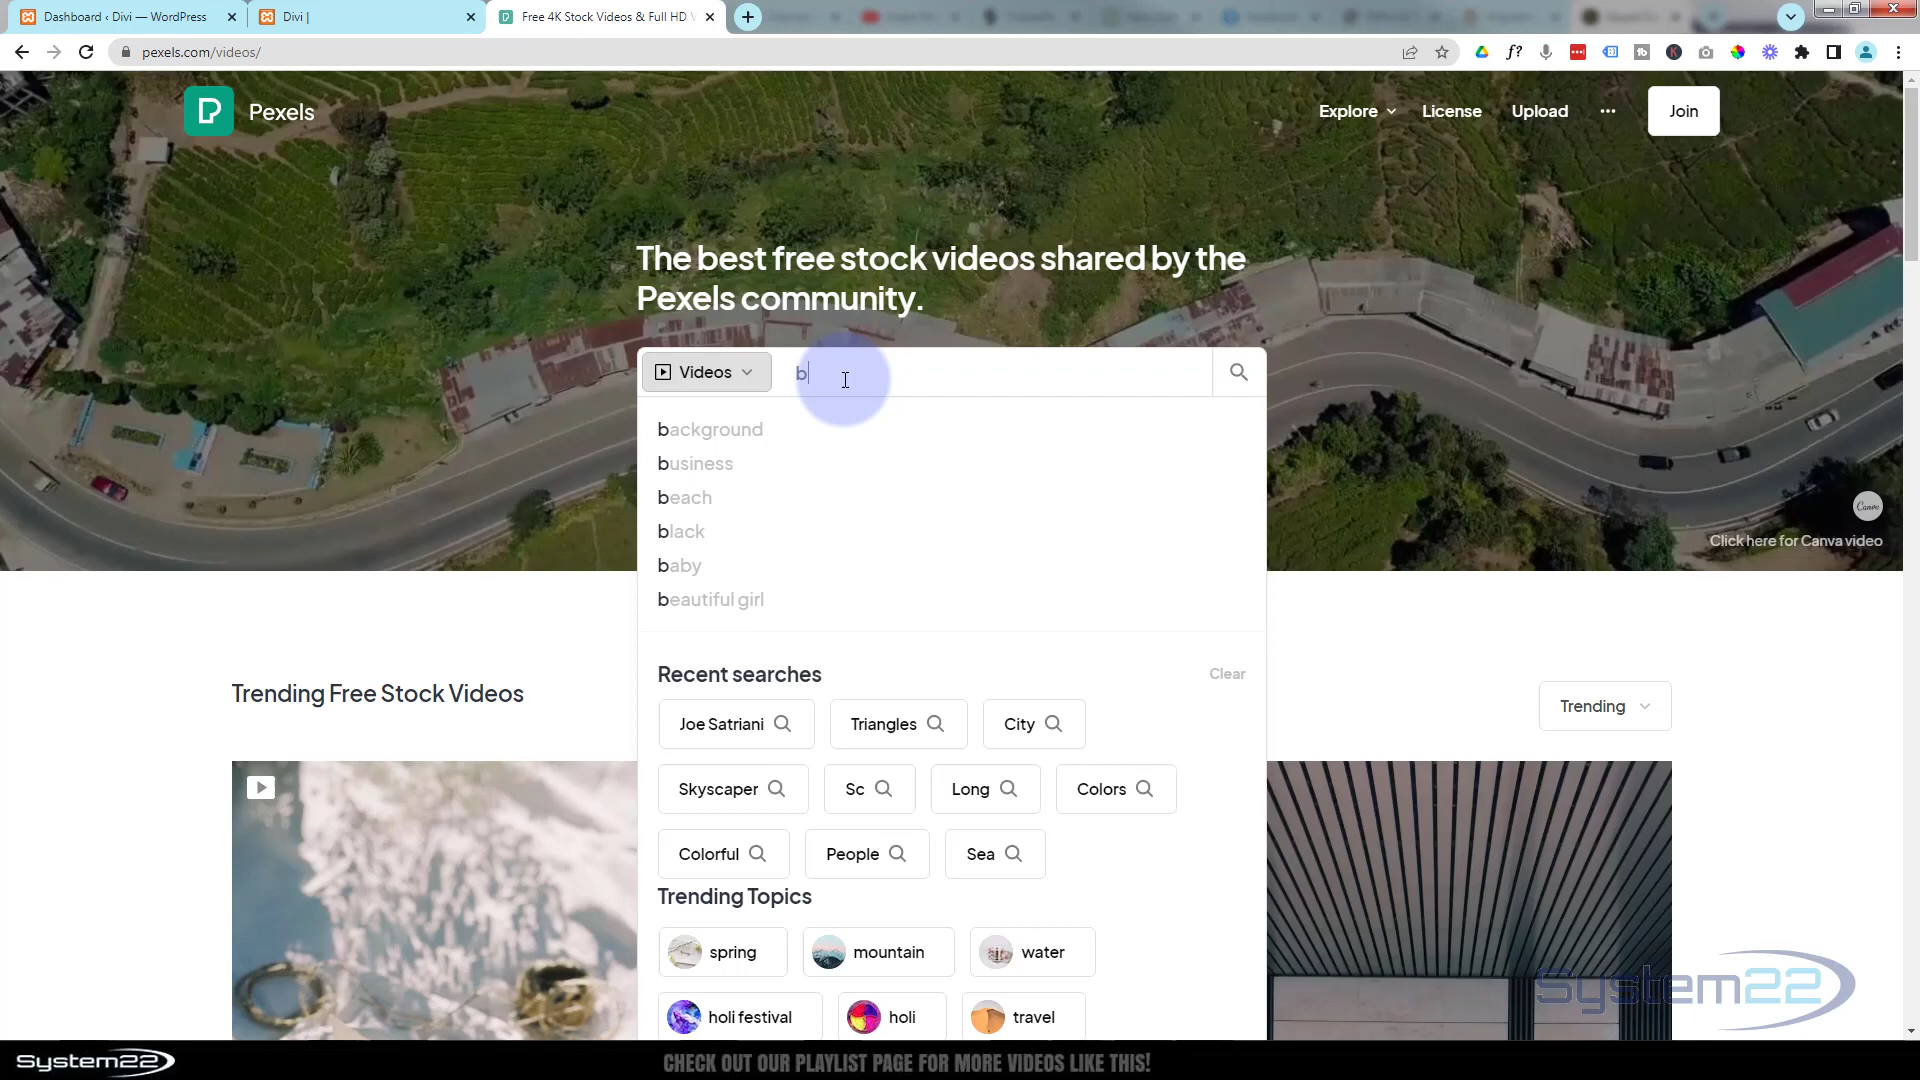 Dashboard ‹ Divi — WordPress
Divi |
Free 4K Stock Videos & Full HD V
pexels.com/videos/
Pexels
Explore
License
Upload
Join
The best free stock videos shared by the
Pexels community.
Videos
b
background
business
beach
black
baby
beautiful girl
Canva
Click here for Canva video
Recent searches
Clear
Trending Free Stock Videos
Trending
Joe Satriani
Triangles
City
Skyscaper
Sc
Long
Colors
Colorful
People
Sea
Trending Topics
spring
mountain
water
holi festival
holi
travel
System22
System22
CHECK OUT OUR PLAYLIST PAGE FOR MORE VIDEOS LIKE THIS!